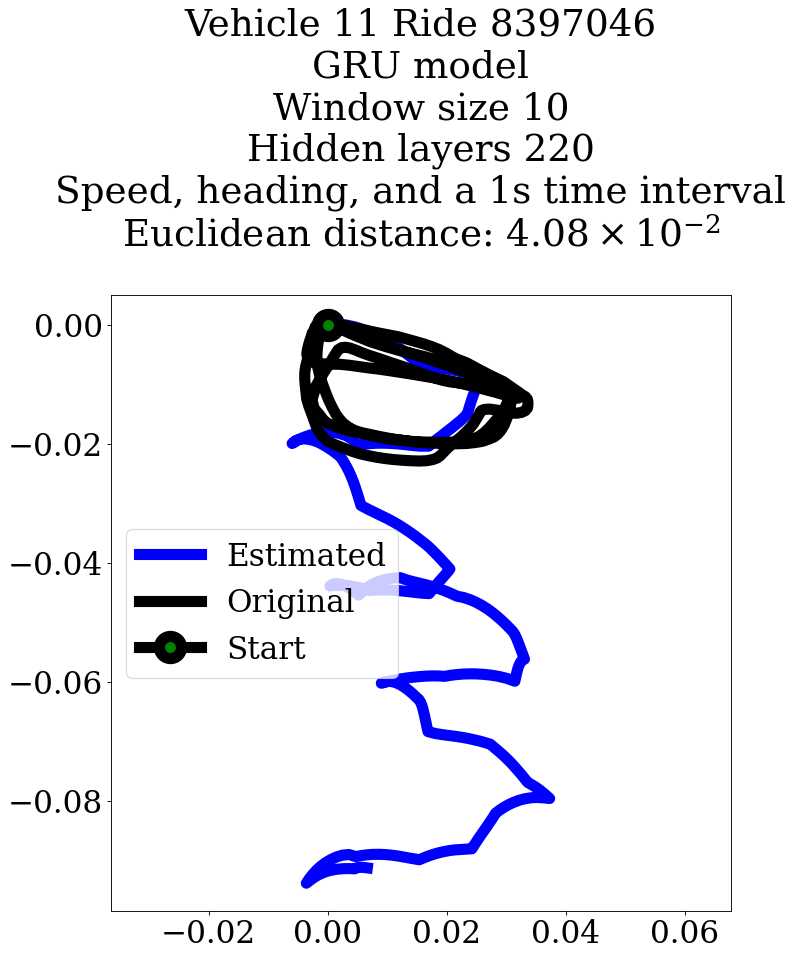 Vehicle 11 Ride 8397046
GRU model
Window size 10
Hidden layers 220
Speed, heading, and a 1s time interval
Euclidean distance: 4.08 × 10⁻²
0.00
−0.02
−0.04
−0.06
−0.08
Estimated
Original
Start
−0.02 0.00 0.02 0.04 0.06